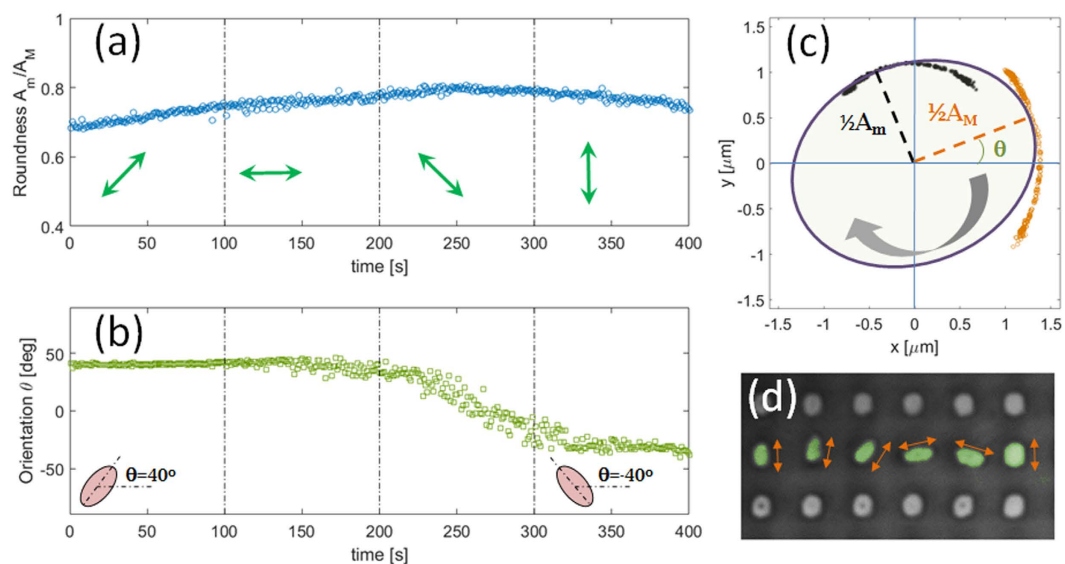 (a)
Roundness A_m/A_M
1
0.8
0.6
0.4
0
50
100
150
200
250
300
350
400
time [s]
(b)
Orientation θ [deg]
50
0
-50
θ=40º
θ=-40º
0
50
100
150
200
250
300
350
400
time [s]
(c)
y [μm]
1.5
1
0.5
0
-0.5
-1
-1.5
½A_m
½A_M
θ
-1.5
-1
-0.5
0
0.5
1
1.5
x [μm]
(d)